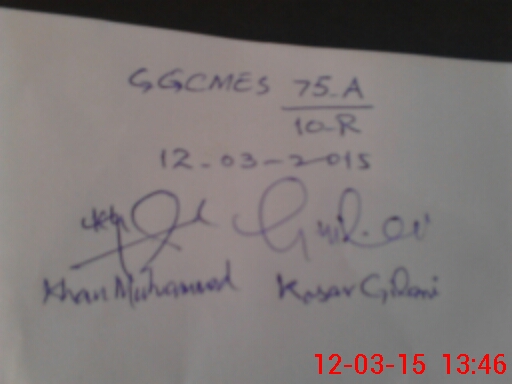 GGCMES 75-A
10-R
12-03-2015
Khan Muhammad Kosar Gilani
12-03-15 13:46